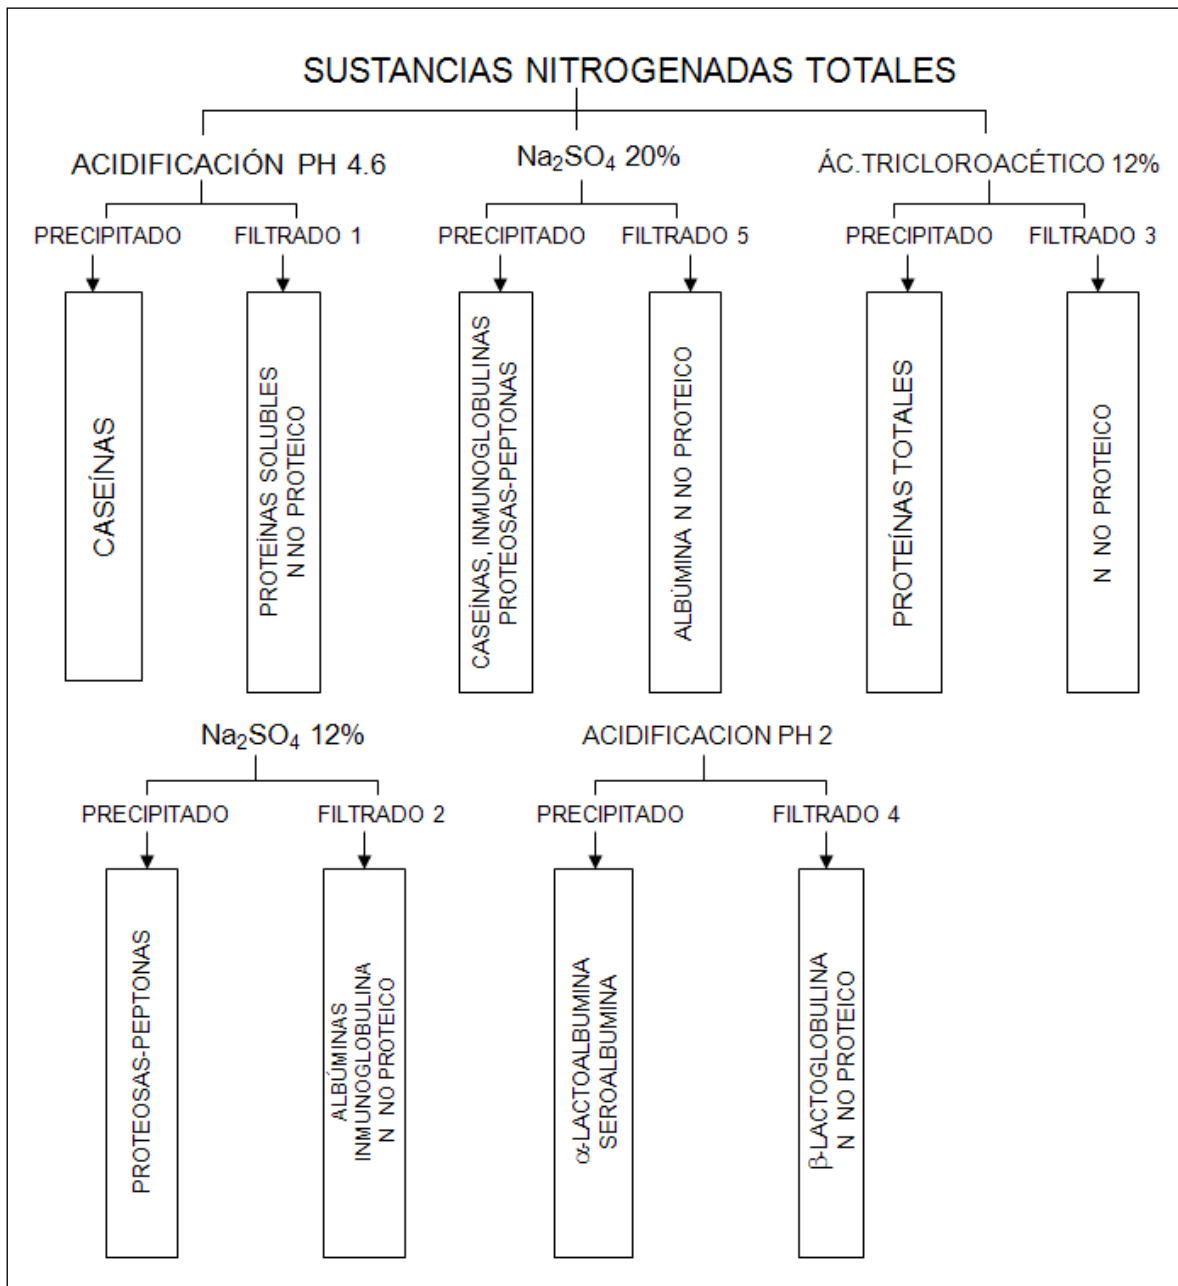 SUSTANCIAS NITROGENADAS TOTALES
ACIDIFICACIÓN PH 4.6
Na₂SO₄ 20%
ÁC.TRICLOROACÉTICO 12%
PRECIPITADO
FILTRADO 1
PRECIPITADO
FILTRADO 5
PRECIPITADO
FILTRADO 3
CASEÍNAS
PROTEÍNAS SOLUBLES
N NO PROTEICO
CASEÍNAS, INMUNOGLOBULINAS
PROTEOSAS-PEPTONAS
ALBÚMINA N NO PROTEICO
PROTEÍNAS TOTALES
N NO PROTEICO
Na₂SO₄ 12%
ACIDIFICACION PH 2
PRECIPITADO
FILTRADO 2
PRECIPITADO
FILTRADO 4
PROTEOSAS-PEPTONAS
ALBÚMINAS
INMUNOGLOBULINA
N NO PROTEICO
α-LACTOALBUMINA
SEROALBUMINA
β-LACTOGLOBULINA
N NO PROTEICO